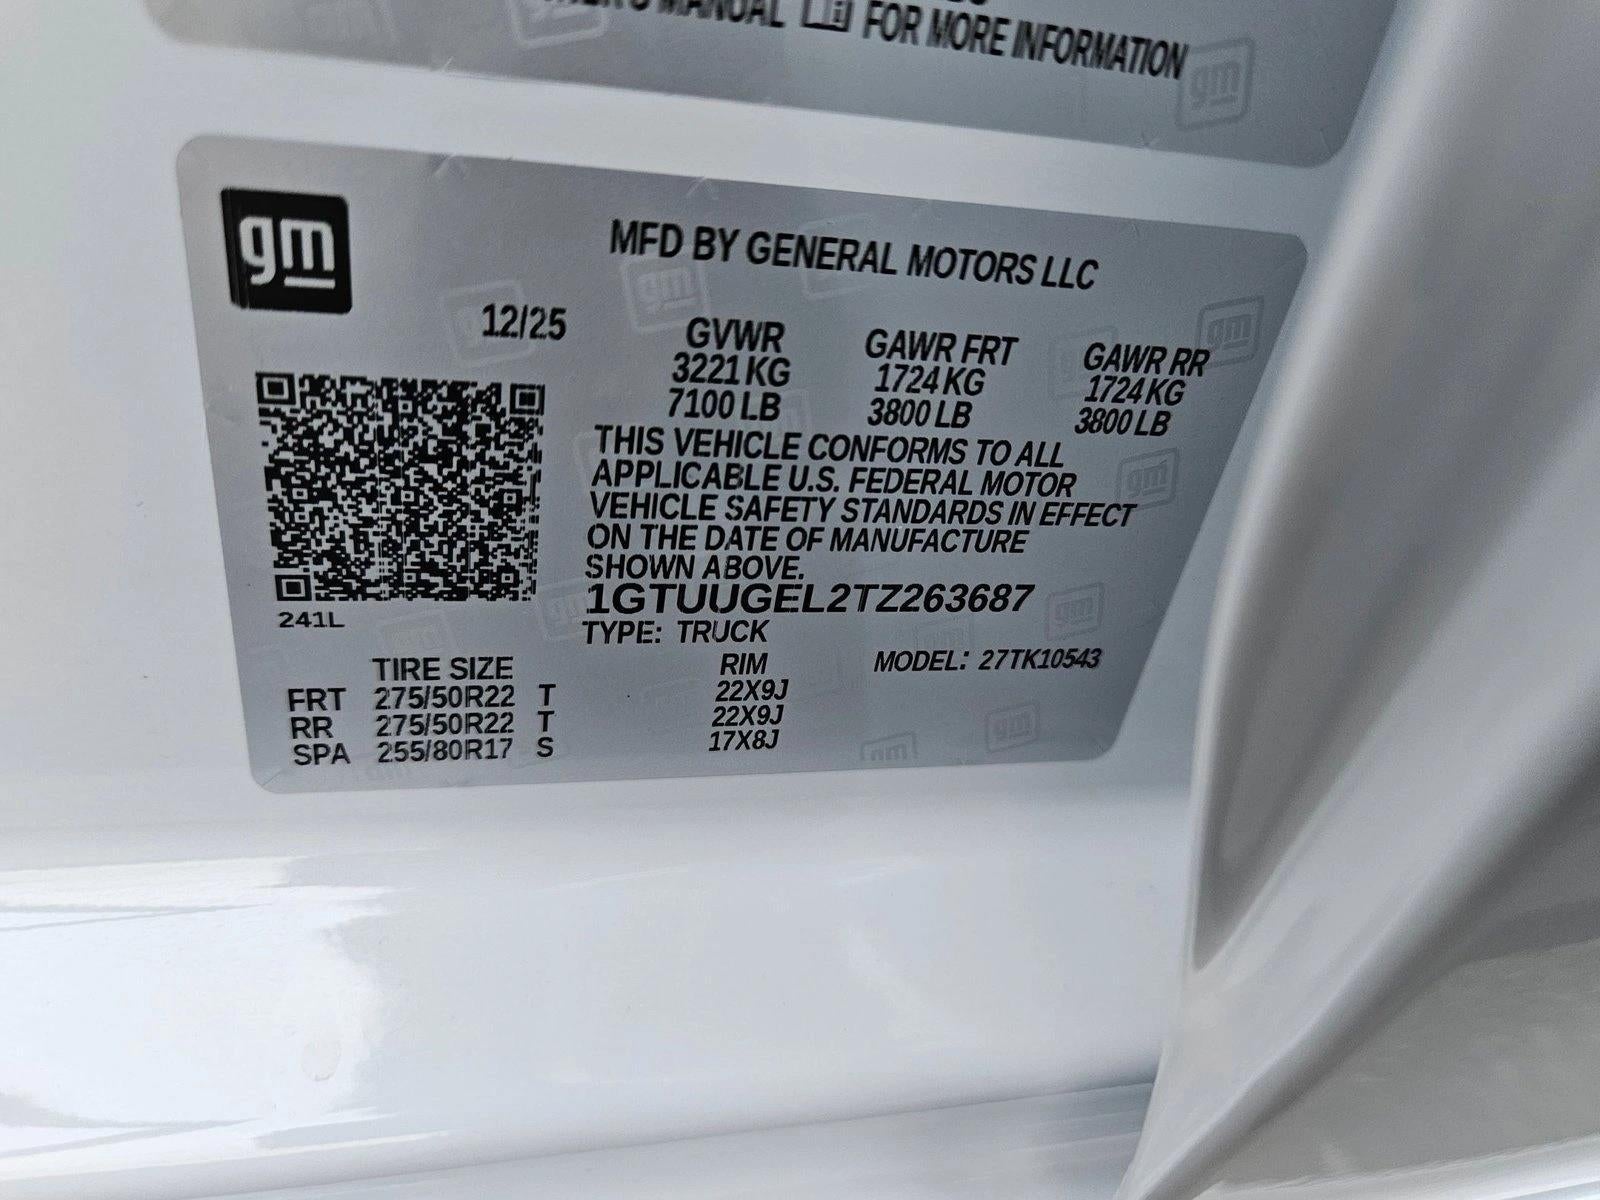 MANUAL FOR MORE INFORMATION
gm
MFD BY GENERAL MOTORS LLC
12/25
GVWR GAWR FRT GAWR RR
3221 KG 1724 KG 1724 KG
7100 LB 3800 LB 3800 LB
THIS VEHICLE CONFORMS TO ALL
APPLICABLE U.S. FEDERAL MOTOR
VEHICLE SAFETY STANDARDS IN EFFECT
ON THE DATE OF MANUFACTURE
SHOWN ABOVE.
1GTUUGEL2TZ263687
241L
TYPE: TRUCK
TIRE SIZE RIM MODEL: 27TK10543
FRT 275/50R22 T 22X9J
RR 275/50R22 T 22X9J
SPA 255/80R17 S 17X8J